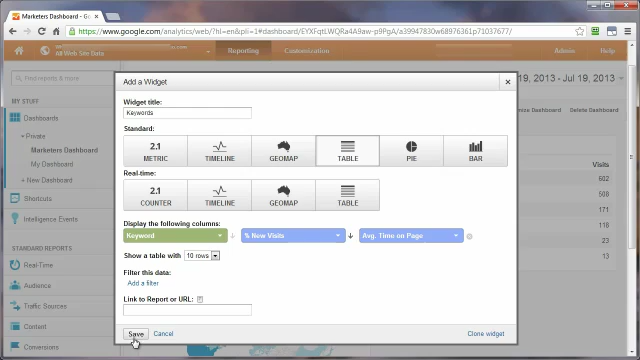 Marketers Dashboard - Go
https://www.google.com/analytics/web/?hl=en&pli=1#dashboard/
All Web Site Data
Reporting
Customization
Admin
Help
Find reports & more
MY STUFF
Dashboards
Private
Marketers Dashboard
My Dashboard
+ New Dashboard
Shortcuts
Intelligence Events
STANDARD REPORTS
Real-Time
Audience
Traffic Sources
Content
Conversions
19, 2013 - Jul 19, 2013
Dashboard
Delete Dashboard
Visits
602
508
171
118
23
13
Add a Widget
Widget title:
Keywords
Standard:
2.1
METRIC
TIMELINE
GEOMAP
TABLE
PIE
BAR
Real-time:
2.1
COUNTER
TIMELINE
GEOMAP
TABLE
Display the following columns:
Keyword
% New Visits
Avg. Time on Page
Show a table with
10 rows
Filter this data:
Add a filter
Link to Report or URL:
Save
Cancel
Clone widget